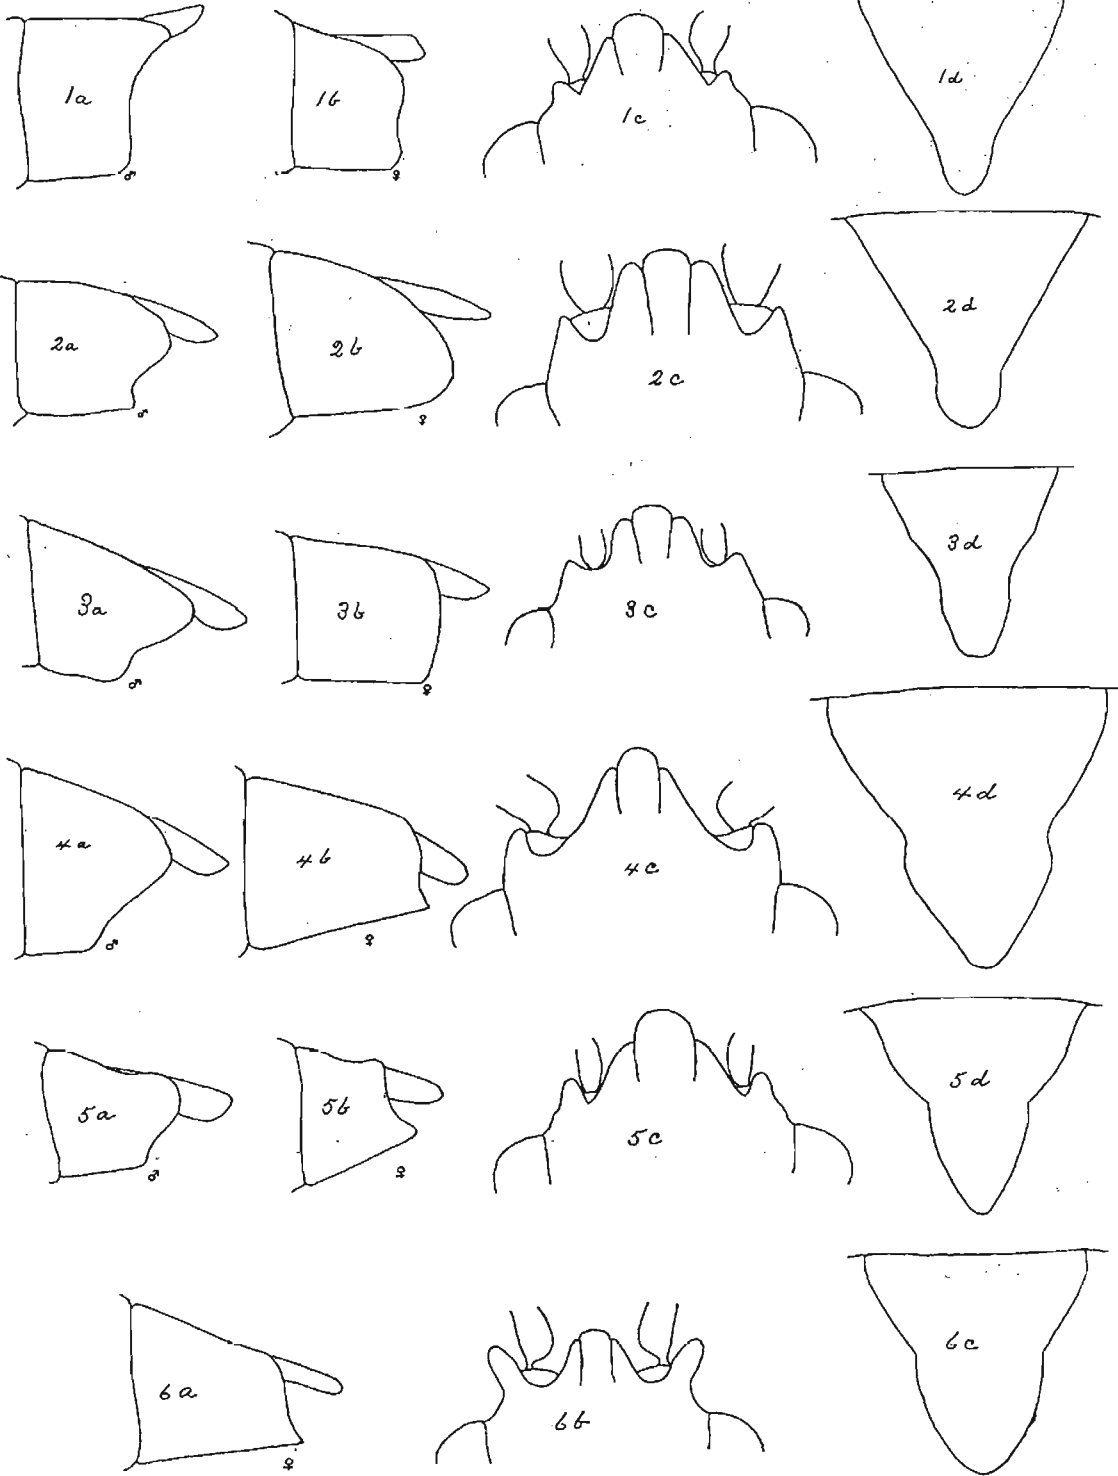 1a 1b 1c 1d
♂ ♀
2a 2b 2c 2d
♂ ♀
3a 3b 3c 3d
♂ ♀
4a 4b 4c 4d
♂ ♀
5a 5b 5c 5d
♂ ♀
6a 6b 6c
♀